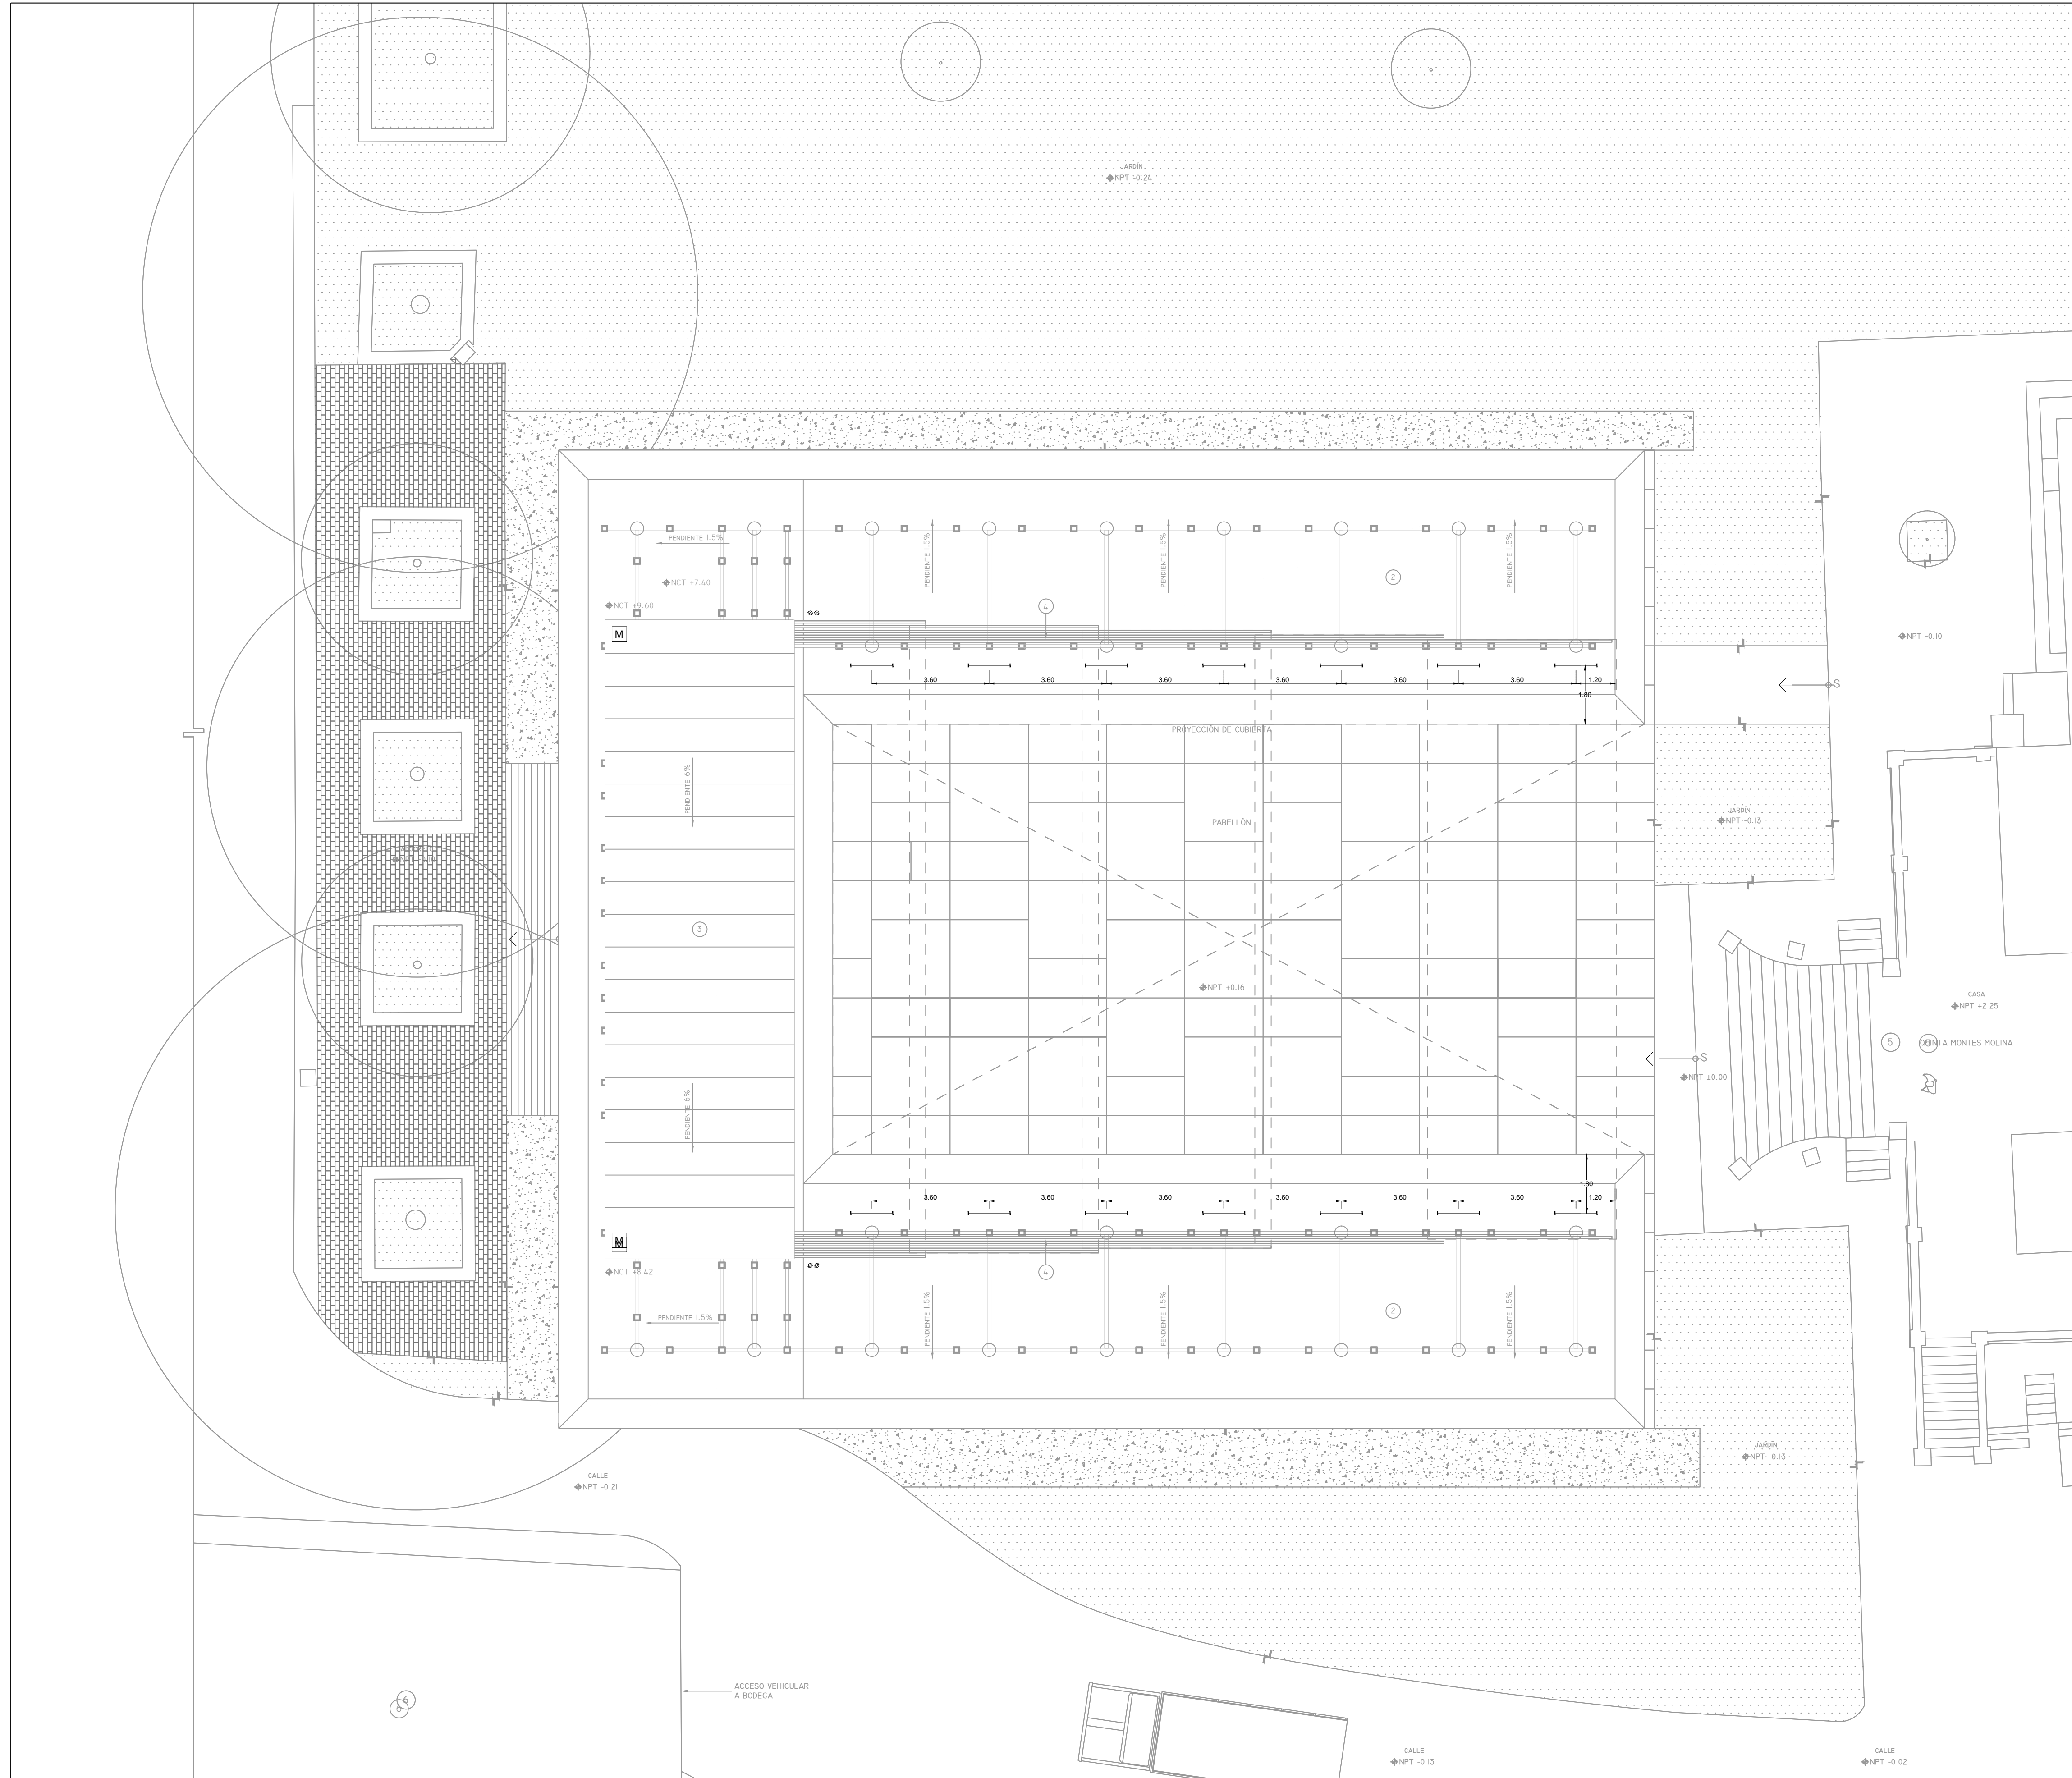 JARDÍN
NPT -0.24
PENDIENTE 1.5%
PENDIENTE 1.5%
PENDIENTE 1.5%
PENDIENTE 1.5%
NCT +7.40
2
NCT +9.60
4
M
NPT -0.10
3.60
3.60
3.60
3.60
3.60
3.60
1.20
1.80
S
PROYECCIÓN DE CUBIERTA
PENDIENTE 6%
PABELLÓN
JARDÍN
NPT -0.13
3
NPT +0.16
CASA
NPT +2.25
5
QUINTA MONTES MOLINA
S
NPT ±0.00
PENDIENTE 6%
1.80
3.60
3.60
3.60
3.60
3.60
3.60
1.20
M
4
NCT +8.42
PENDIENTE 1.5%
PENDIENTE 1.5%
PENDIENTE 1.5%
PENDIENTE 1.5%
2
JARDÍN
NPT -0.13
CALLE
NPT -0.21
ACCESO VEHICULAR
A BODEGA
6
6
CALLE
NPT -0.13
CALLE
NPT -0.02